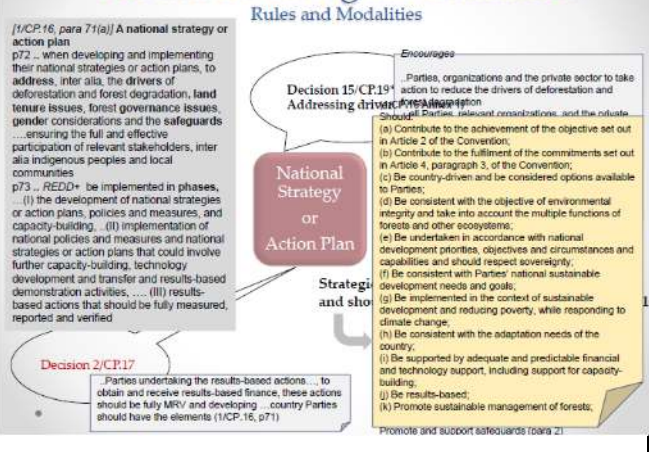 Rules and Modalities
[1/CP.16, para 71(a)] A national strategy or
action plan
p72 .. when developing and implementing
their national strategies or action plans, to
address, inter alia, the drivers of
deforestation and forest degradation, land
tenure issues, forest governance issues,
gender considerations and the safeguards
....ensuring the full and effective
participation of relevant stakeholders, inter
alia indigenous peoples and local
communities
p73 .. REDD+ be implemented in phases,
...(I) the development of national strategies
or action plans, policies and measures, and
capacity-building, ..(II) implementation of
national policies and measures and national
strategies or action plans that could involve
further capacity-building, technology
development and transfer and results-based
demonstration activities, .... (III) results-
based actions that should be fully measured,
reported and verified
Decision 15/CP.19*
Addressing
Encourages
..Parties, organizations and the private sector to take
action to reduce the drivers of deforestation and
forest degradation
Parties, relevant organizations, and the private
Should:
(a) Contribute to the achievement of the objective set out
in Article 2 of the Convention;
(b) Contribute to the fulfilment of the commitments set out
in Article 4, paragraph 3, of the Convention;
(c) Be country-driven and be considered options available
to Parties;
(d) Be consistent with the objective of environmental
integrity and take into account the multiple functions of
forests and other ecosystems;
(e) Be undertaken in accordance with national
development priorities, objectives and circumstances and
capabilities and should respect sovereignty;
(f) Be consistent with Parties' national sustainable
development needs and goals;
(g) Be implemented in the context of sustainable
development and reducing poverty, while responding to
climate change;
(h) Be consistent with the adaptation needs of the
country;
(i) Be supported by adequate and predictable financial
and technology support, including support for capacity-
building;
(j) Be results-based;
(k) Promote sustainable management of forests;
Promote and support safeguards (para 2)
National
Strategy
or
Action Plan
Strategi
and shou
1
Decision 2/CP.17
..Parties undertaking the results-based actions..., to
obtain and receive results-based finance, these actions
should be fully MRV and developing ...country Parties
should have the elements (1/CP.16, p71)